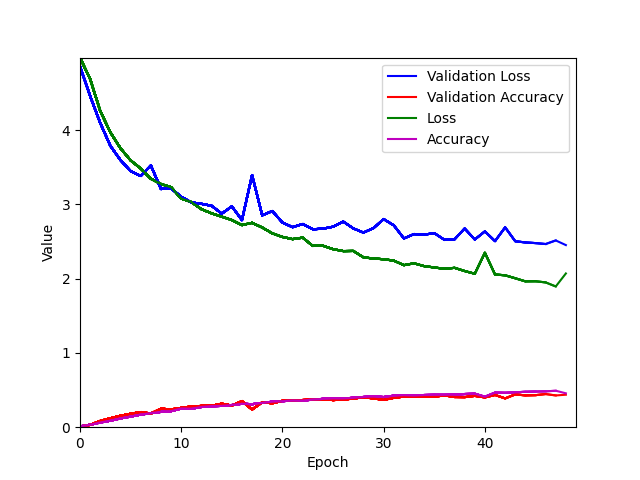 Validation Loss
Validation Accuracy
Loss
Accuracy
4
3
2
1
0
Value
0 10 20 30 40
Epoch